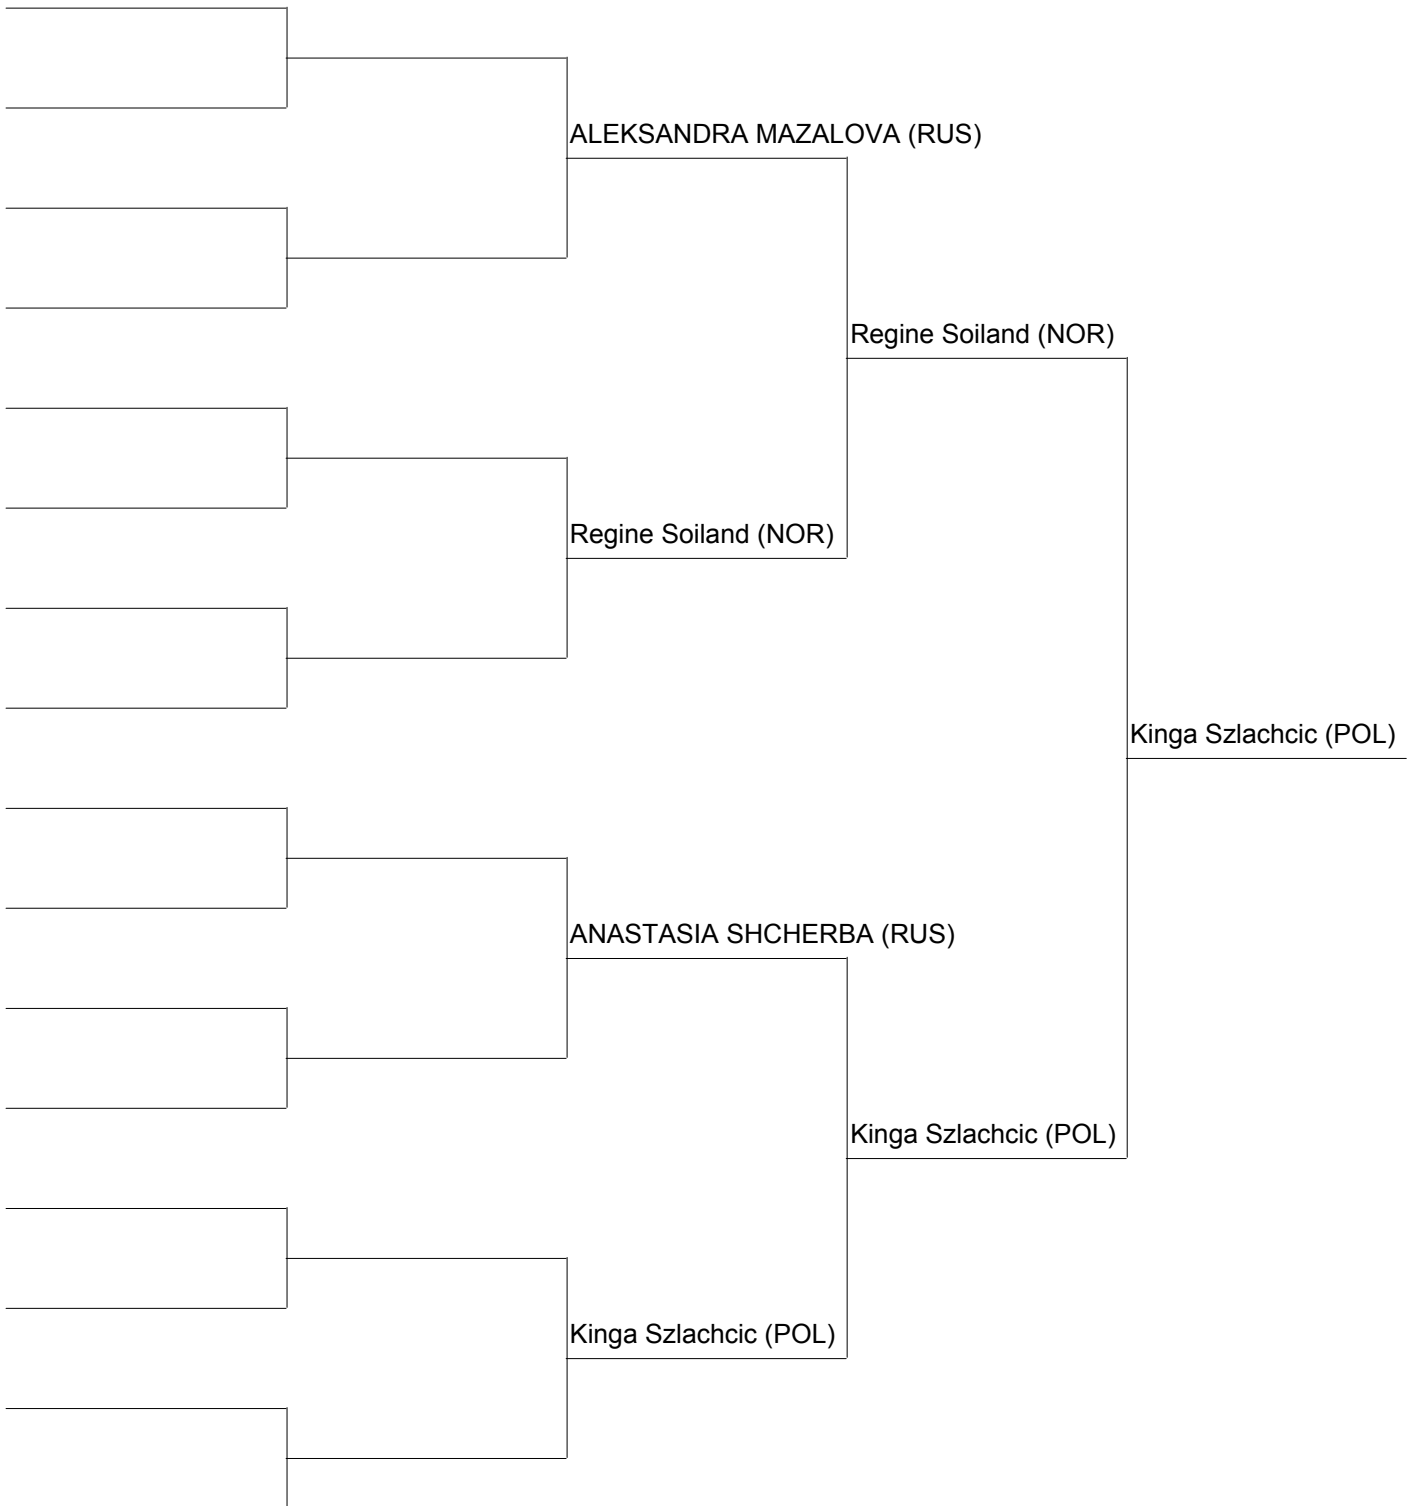 ALEKSANDRA MAZALOVA (RUS)
Regine Soiland (NOR)
Regine Soiland (NOR)
Kinga Szlachcic (POL)
ANASTASIA SHCHERBA (RUS)
Kinga Szlachcic (POL)
Kinga Szlachcic (POL)